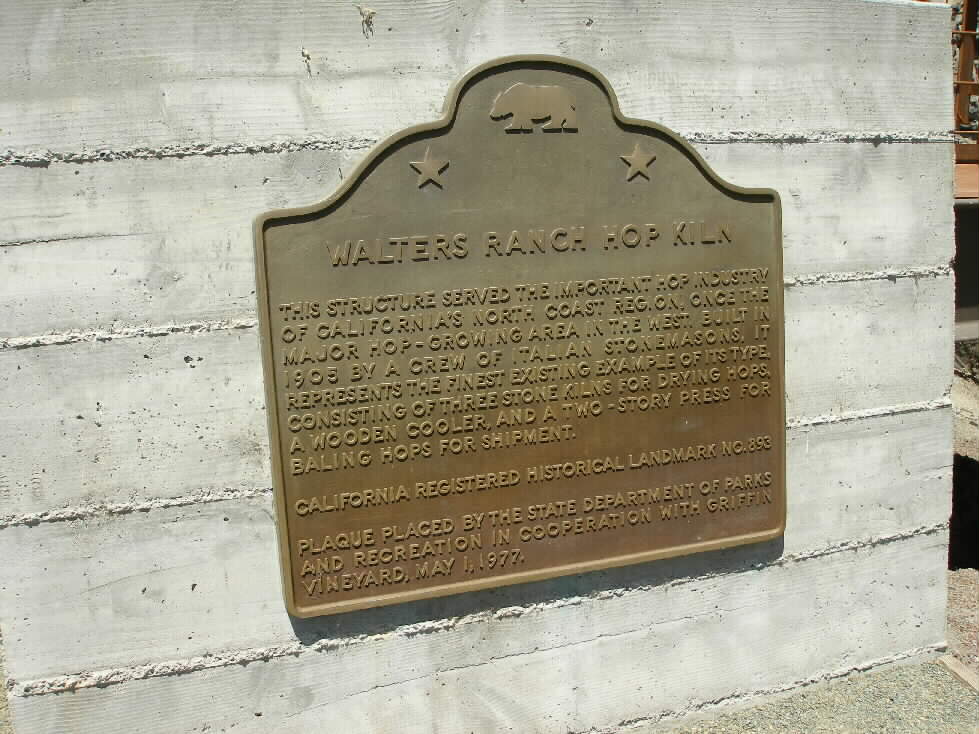 WALTERS RANCH HOP KILN
THIS STRUCTURE SERVED THE IMPORTANT HOP INDUSTRY
OF CALIFORNIA'S NORTH COAST REGION, ONCE THE
MAJOR HOP-GROWING AREA IN THE WEST. BUILT IN
1905 BY A CREW OF ITALIAN STONEMASONS, IT
REPRESENTS THE FINEST EXISTING EXAMPLE OF ITS TYPE,
CONSISTING OF THREE STONE KILNS FOR DRYING HOPS,
A WOODEN COOLER, AND A TWO-STORY PRESS FOR
BALING HOPS FOR SHIPMENT.
CALIFORNIA REGISTERED HISTORICAL LANDMARK NO. 893
PLAQUE PLACED BY THE STATE DEPARTMENT OF PARKS
AND RECREATION IN COOPERATION WITH GRIFFIN
VINEYARD, MAY 1, 1977.